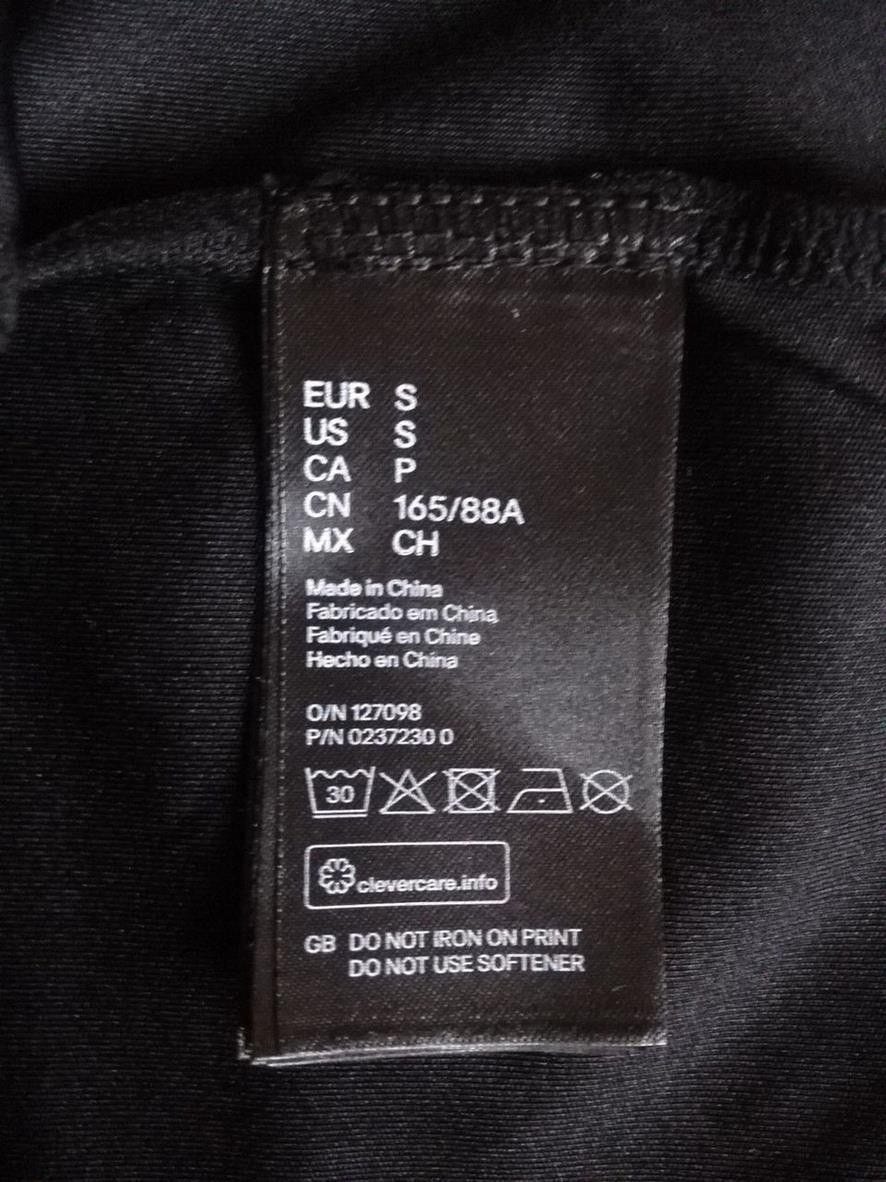 EUR S
US S
CA P
CN 165/88A
MX CH
Made in China
Fabricado em China
Fabriqué en Chine
Hecho en China
O/N 127098
P/N 0237230 0
30
clevercare.info
GB DO NOT IRON ON PRINT
DO NOT USE SOFTENER